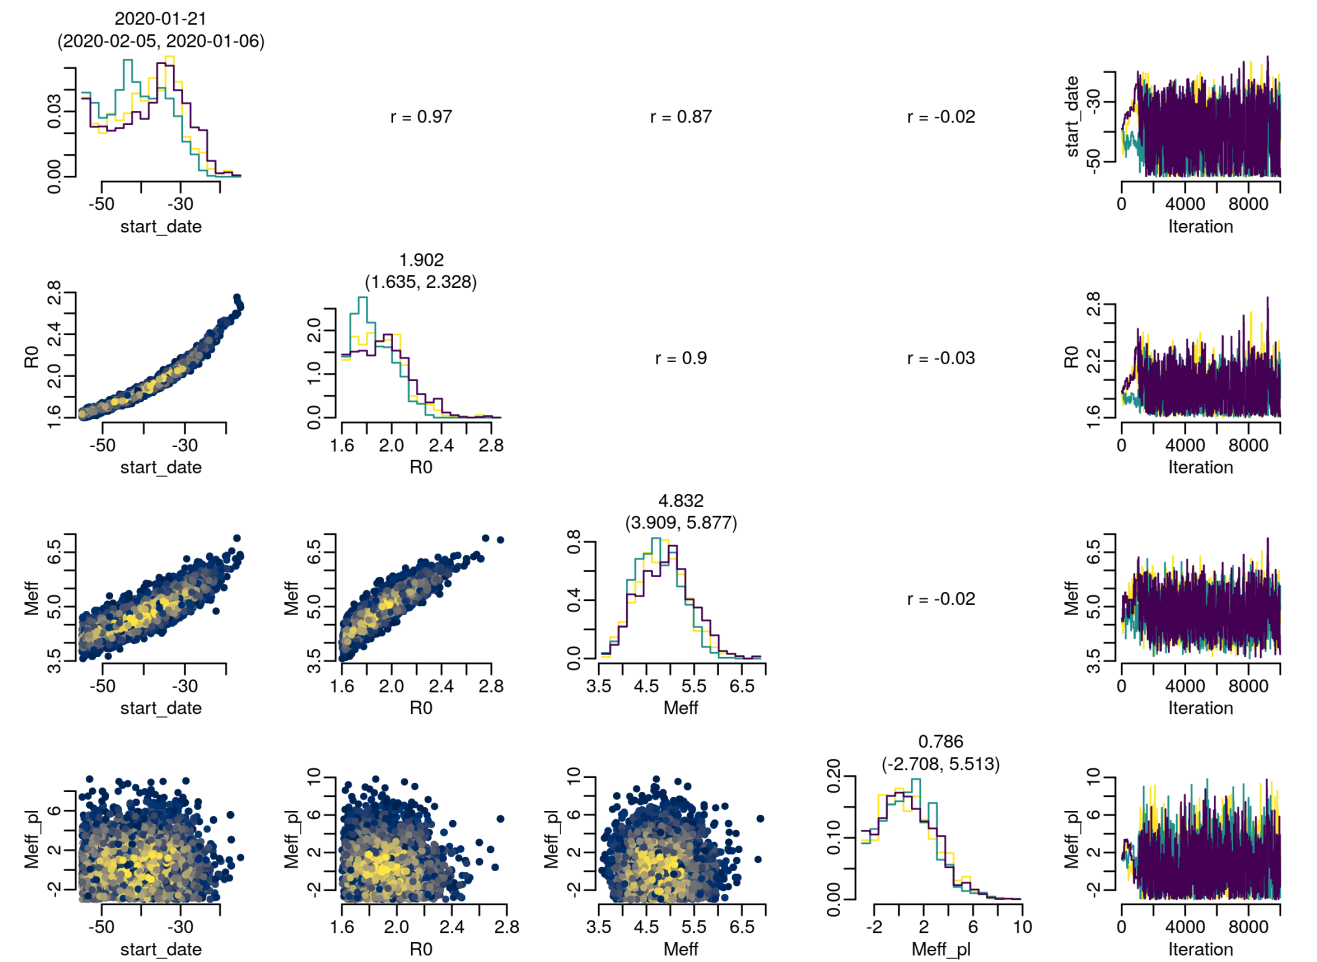 2020-01-21
(2020-02-05, 2020-01-06)
0.00 0.03
-50 -30
start_date
r = 0.97
r = 0.87
r = -0.02
start_date
-50 -30
0 4000 8000
Iteration
R0
1.6 2.0 2.4 2.8
-50 -30
start_date
1.902
(1.635, 2.328)
0.0 1.0 2.0
1.6 2.0 2.4 2.8
R0
r = 0.9
r = -0.03
R0
1.6 2.2 2.8
0 4000 8000
Iteration
Meff
3.5 5.0 6.5
-50 -30
start_date
Meff
3.5 5.0 6.5
1.6 2.0 2.4 2.8
R0
4.832
(3.909, 5.877)
0.0 0.4 0.8
3.5 4.5 5.5 6.5
Meff
r = -0.02
Meff
3.5 5.0 6.5
0 4000 8000
Iteration
Meff_pl
-2 2 6
-50 -30
start_date
Meff_pl
-2 2 6 10
1.6 2.0 2.4 2.8
R0
Meff_pl
-2 2 6 10
3.5 4.5 5.5 6.5
Meff
0.786
(-2.708, 5.513)
0.00 0.10 0.20
-2 2 6 10
Meff_pl
Meff_pl
-2 2 6 10
0 4000 8000
Iteration